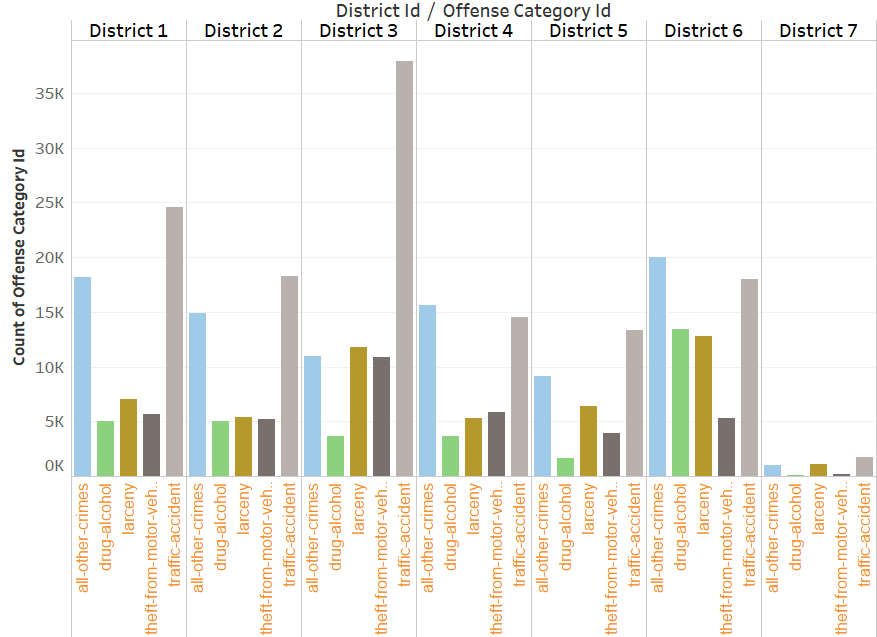 District Id / Offense Category Id
District 1 District 2 District 3 District 4 District 5 District 6 District 7
Count of Offense Category Id
35K
30K
25K
20K
15K
10K
5K
0K
all-other-crimes
drug-alcohol
larceny
theft-from-motor-veh..
traffic-accident
all-other-crimes
drug-alcohol
larceny
theft-from-motor-veh..
traffic-accident
all-other-crimes
drug-alcohol
larceny
theft-from-motor-veh..
traffic-accident
all-other-crimes
drug-alcohol
larceny
theft-from-motor-veh..
traffic-accident
all-other-crimes
drug-alcohol
larceny
theft-from-motor-veh..
traffic-accident
all-other-crimes
drug-alcohol
larceny
theft-from-motor-veh..
traffic-accident
all-other-crimes
drug-alcohol
larceny
theft-from-motor-veh..
traffic-accident